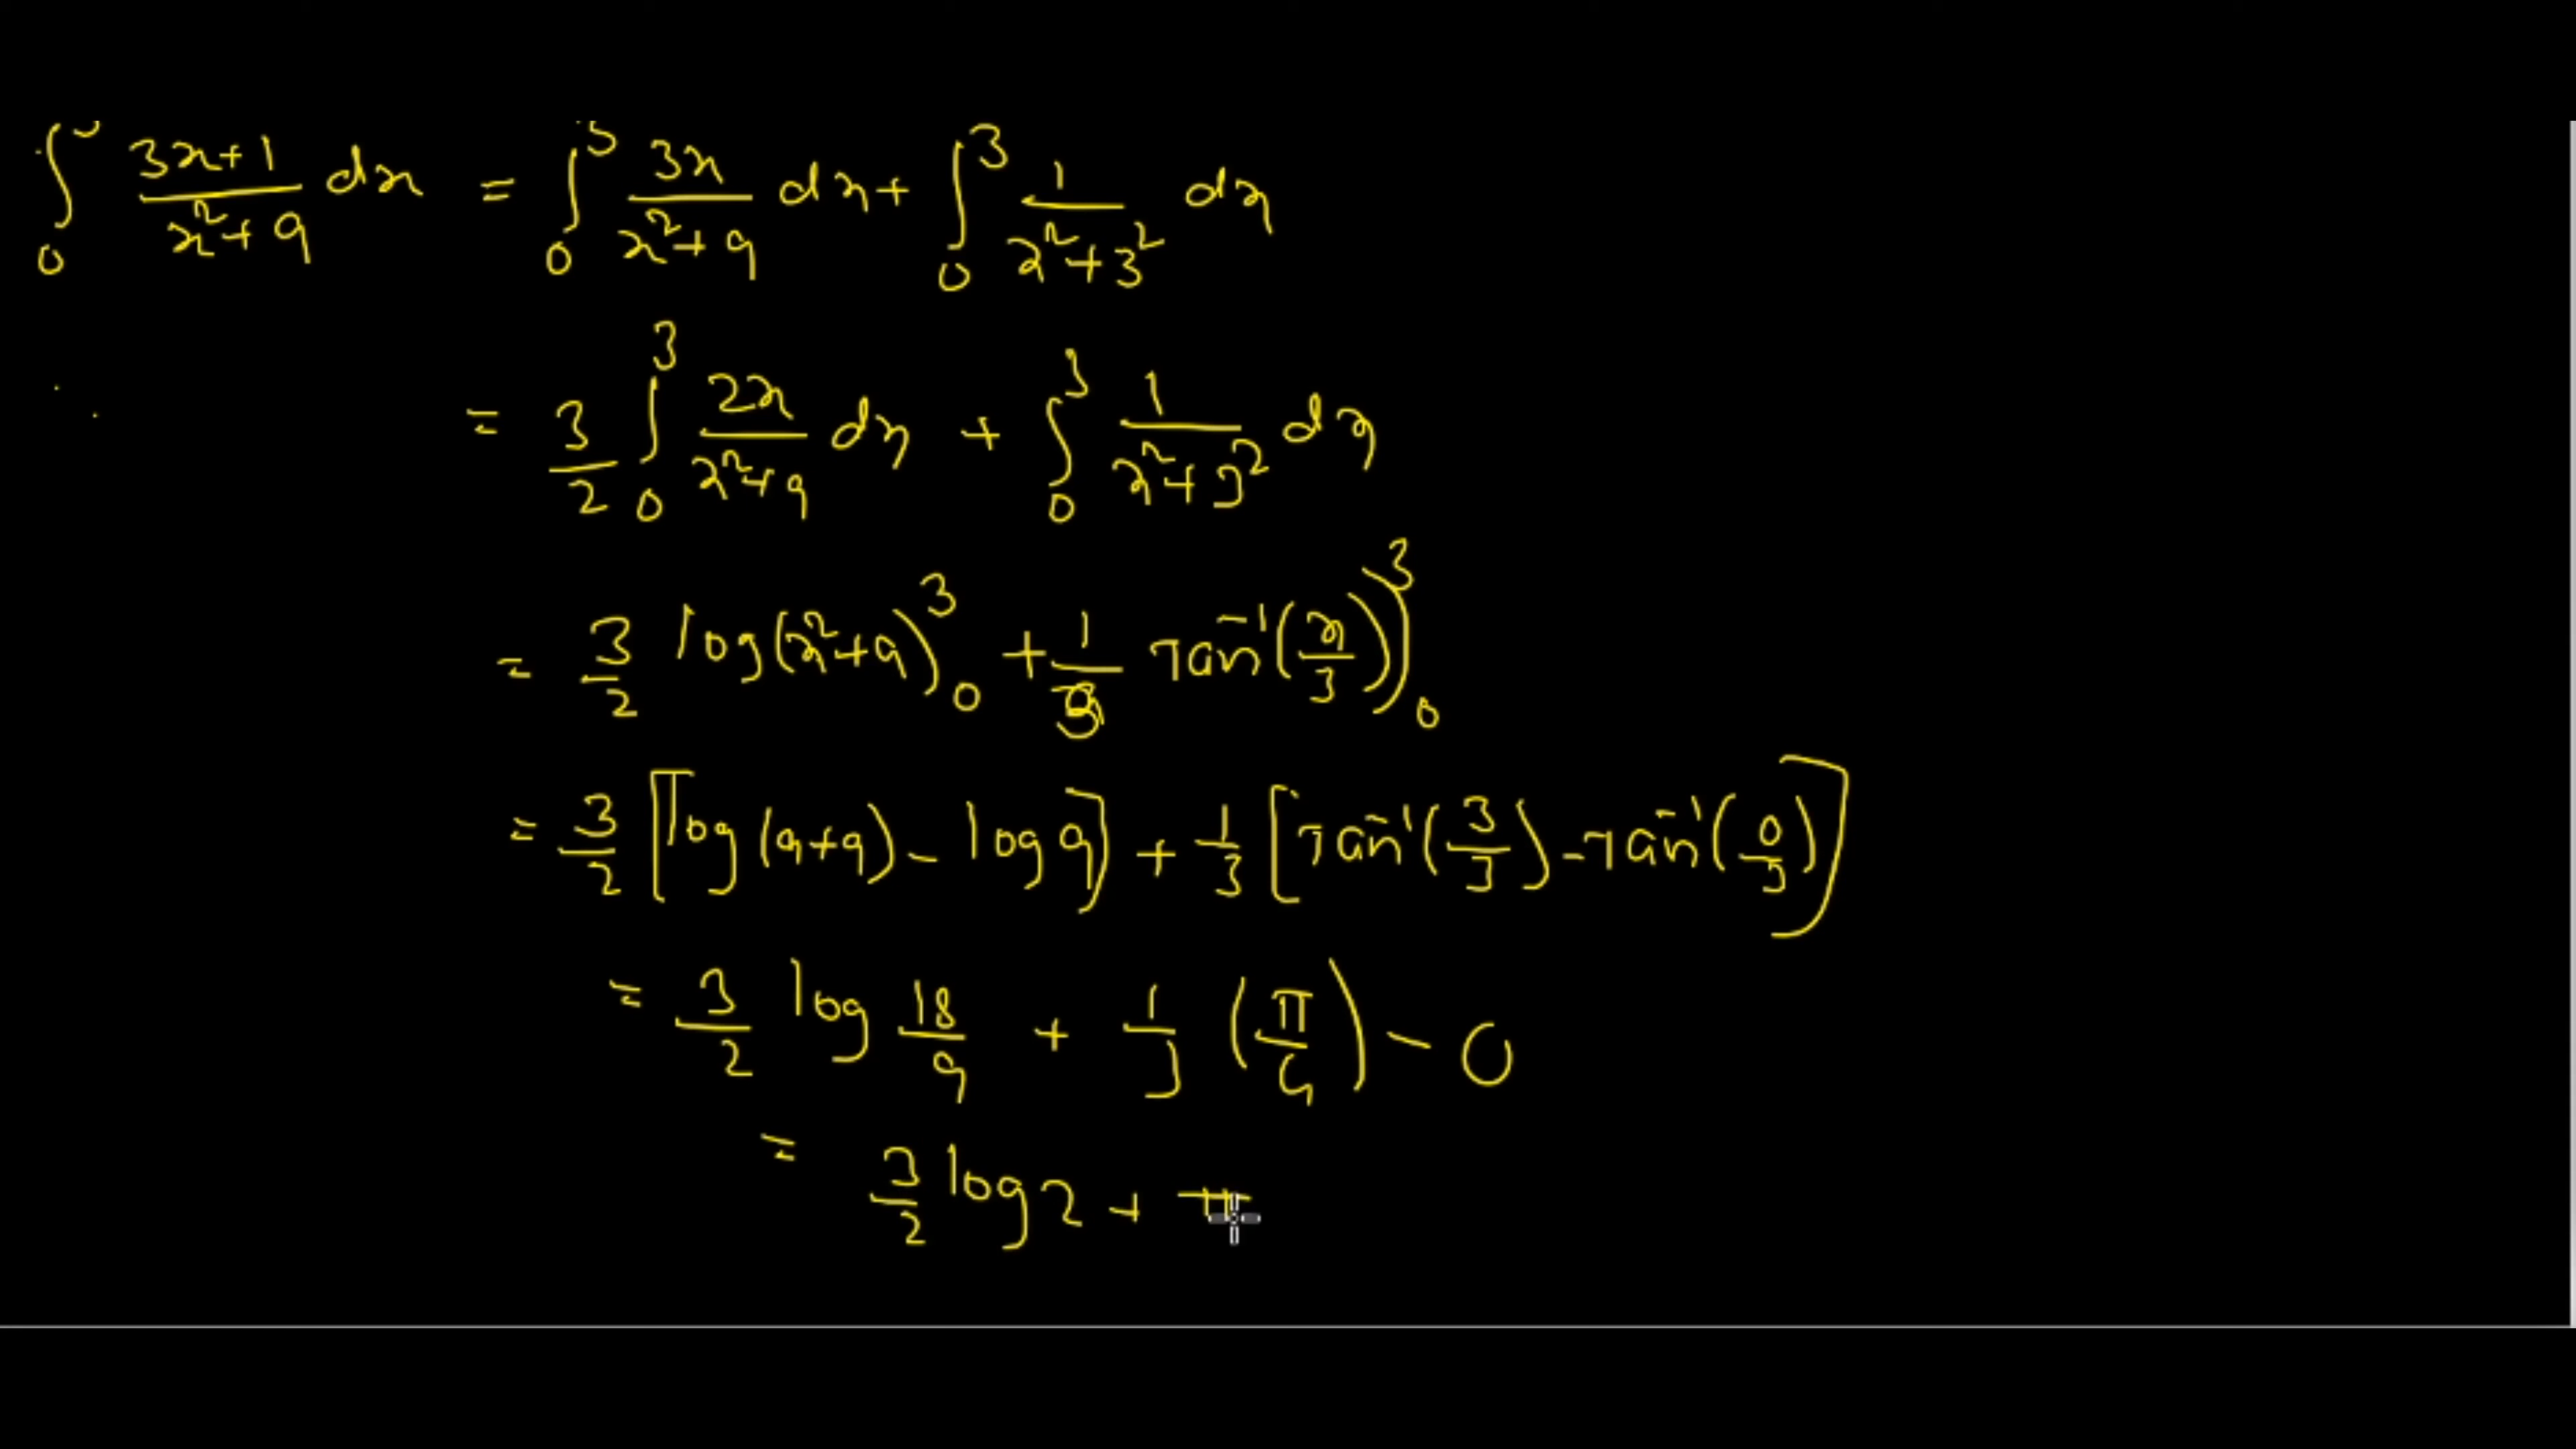 ∫₀³ (3x+1)/(x²+9) dx = ∫₀³ 3x/(x²+9) dx + ∫₀³ 1/(x²+3²) dx
= 3/2 ∫₀³ 2x/(x²+9) dx + ∫₀³ 1/(x²+3²) dx
= 3/2 log(x²+9)₀³ + 1/3 tan⁻¹(x/3))₀³
= 3/2 [log(9+9) - log 9] + 1/3 [tan⁻¹(3/3) - tan⁻¹(0/3)]
= 3/2 log 18/9 + 1/3 (π/4) - 0
= 3/2 log 2 + π